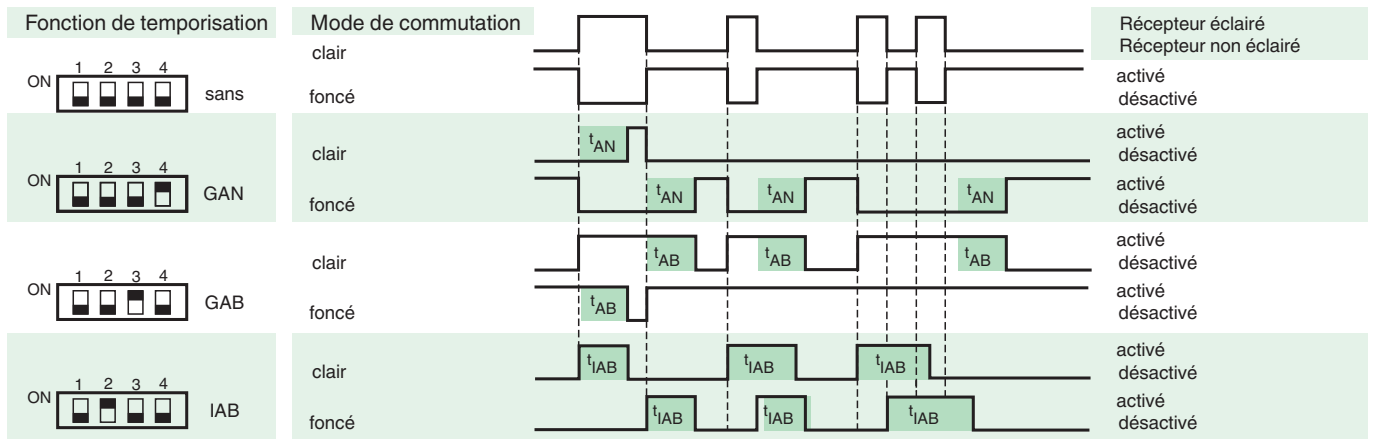 Fonction de temporisation
Mode de commutation
Récepteur éclairé
Récepteur non éclairé
clair
ON 1 2 3 4 sans
foncé
activé
désactivé
clair
tAN
activé
désactivé
ON 1 2 3 4 GAN
foncé
tAN tAN tAN
activé
désactivé
clair
tAB tAB tAB
activé
désactivé
ON 1 2 3 4 GAB
foncé
tAB
activé
désactivé
clair
tIAB tIAB tIAB
activé
désactivé
ON 1 2 3 4 IAB
foncé
tIAB tIAB tIAB
activé
désactivé